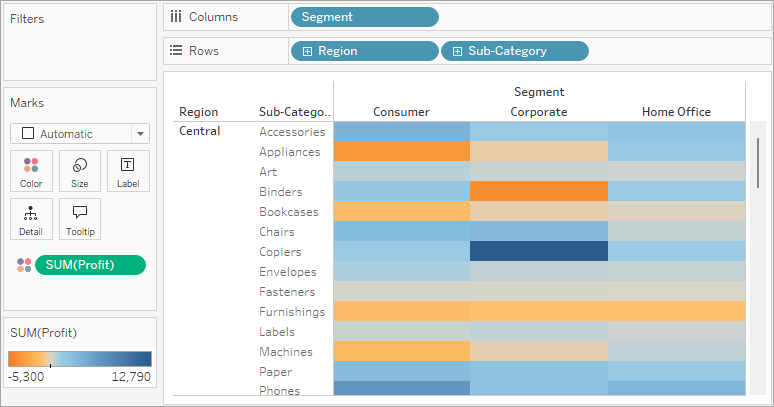 Filters
Columns Segment
Rows Region Sub-Category
Marks
Automatic
Color Size Label
Detail Tooltip
SUM(Profit)
SUM(Profit)
-5,300 12,790
Segment
Region Sub-Catego.. Consumer Corporate Home Office
Central Accessories
Appliances
Art
Binders
Bookcases
Chairs
Copiers
Envelopes
Fasteners
Furnishings
Labels
Machines
Paper
Phones